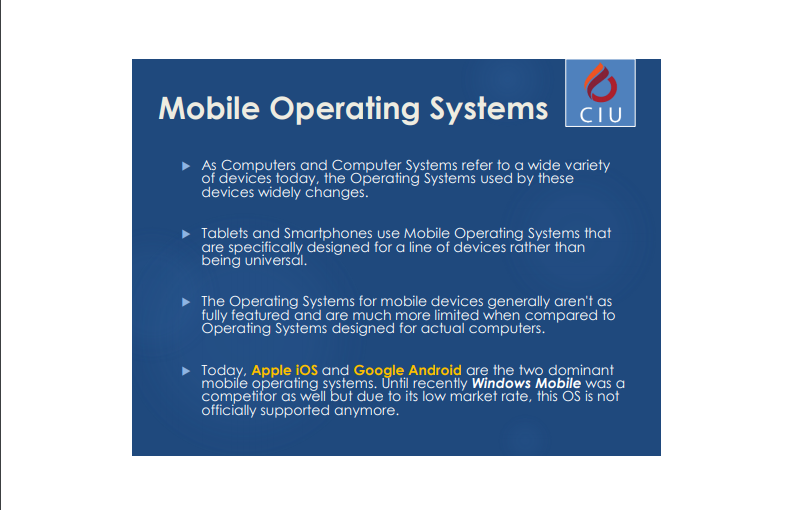 Mobile Operating Systems
CIU
As Computers and Computer Systems refer to a wide variety
of devices today, the Operating Systems used by these
devices widely changes.
Tablets and Smartphones use Mobile Operating Systems that
are specifically designed for a line of devices rather than
being universal.
The Operating Systems for mobile devices generally aren't as
fully featured and are much more limited when compared to
Operating Systems designed for actual computers.
Today, Apple iOS and Google Android are the two dominant
mobile operating systems. Until recently Windows Mobile was a
competitor as well but due to its low market rate, this OS is not
officially supported anymore.